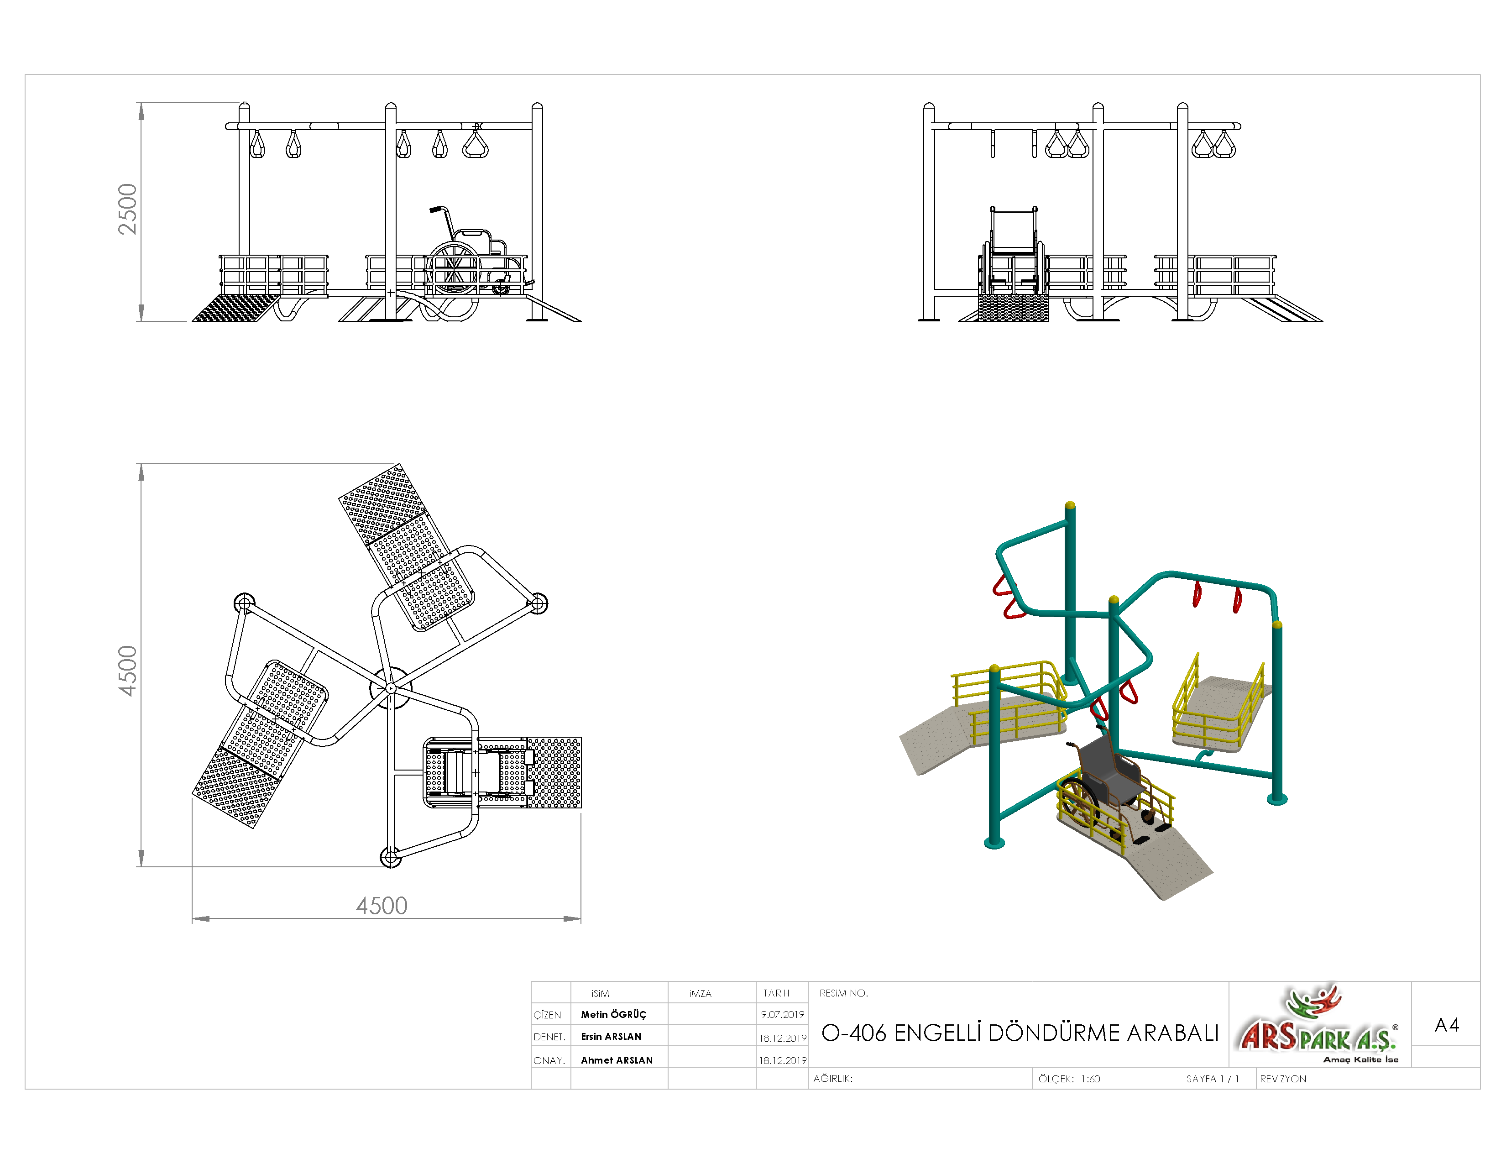 2500
4500
4500
İSİM İMZA TARİH RESİM NO.
ÇİZEN Metin ÖGRÜÇ 9.07.2019
DENET. Ersin ARSLAN 18.12.2019
ONAY. Ahmet ARSLAN 18.12.2019
O-406 ENGELLİ DÖNDÜRME ARABALI
ARSPARK A.Ş.®
Amaç Kalite İse
A4
AĞIRLIK: ÖLÇEK: 1:60 SAYFA 1 / 1 REVİZYON